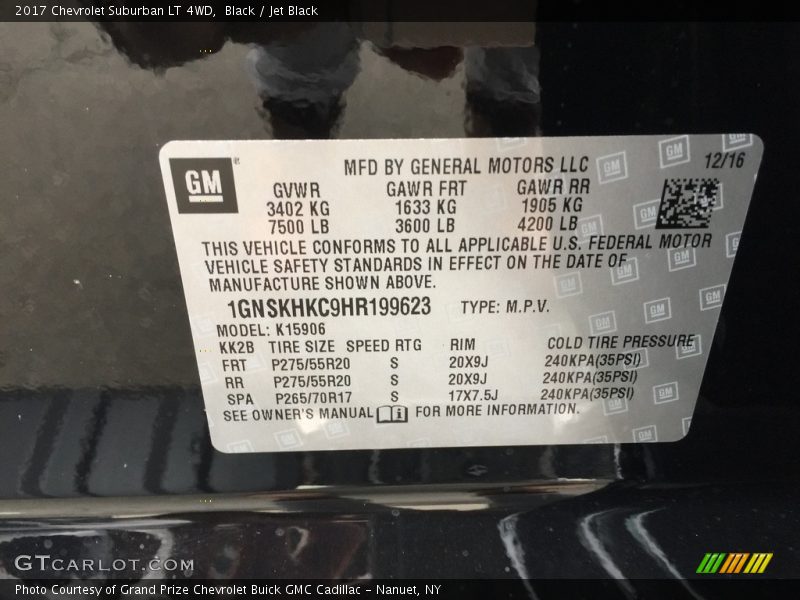 2017 Chevrolet Suburban LT 4WD, Black / Jet Black
GM
MFD BY GENERAL MOTORS LLC 12/16
GVWR GAWR FRT GAWR RR
3402 KG 1633 KG 1905 KG
7500 LB 3600 LB 4200 LB
THIS VEHICLE CONFORMS TO ALL APPLICABLE U.S. FEDERAL MOTOR
VEHICLE SAFETY STANDARDS IN EFFECT ON THE DATE OF
MANUFACTURE SHOWN ABOVE.
1GNSKHKC9HR199623 TYPE: M.P.V.
MODEL: K15906
KK2B TIRE SIZE SPEED RTG RIM COLD TIRE PRESSURE
FRT P275/55R20 S 20X9J 240KPA(35PSI)
RR P275/55R20 S 20X9J 240KPA(35PSI)
SPA P265/70R17 S 17X7.5J 240KPA(35PSI)
SEE OWNER'S MANUAL FOR MORE INFORMATION.
GTCARLOT.COM
Photo Courtesy of Grand Prize Chevrolet Buick GMC Cadillac - Nanuet, NY